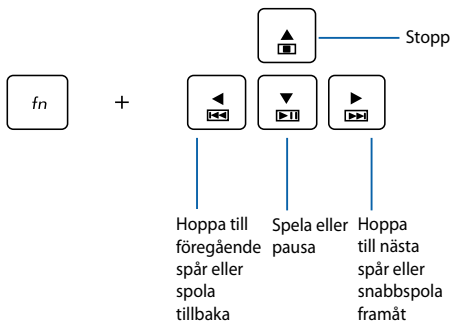 Stopp
fn +
Hoppa till
föregående
spår eller
spola
tillbaka
Spela eller
pausa
Hoppa
till nästa
spår eller
snabbspola
framåt